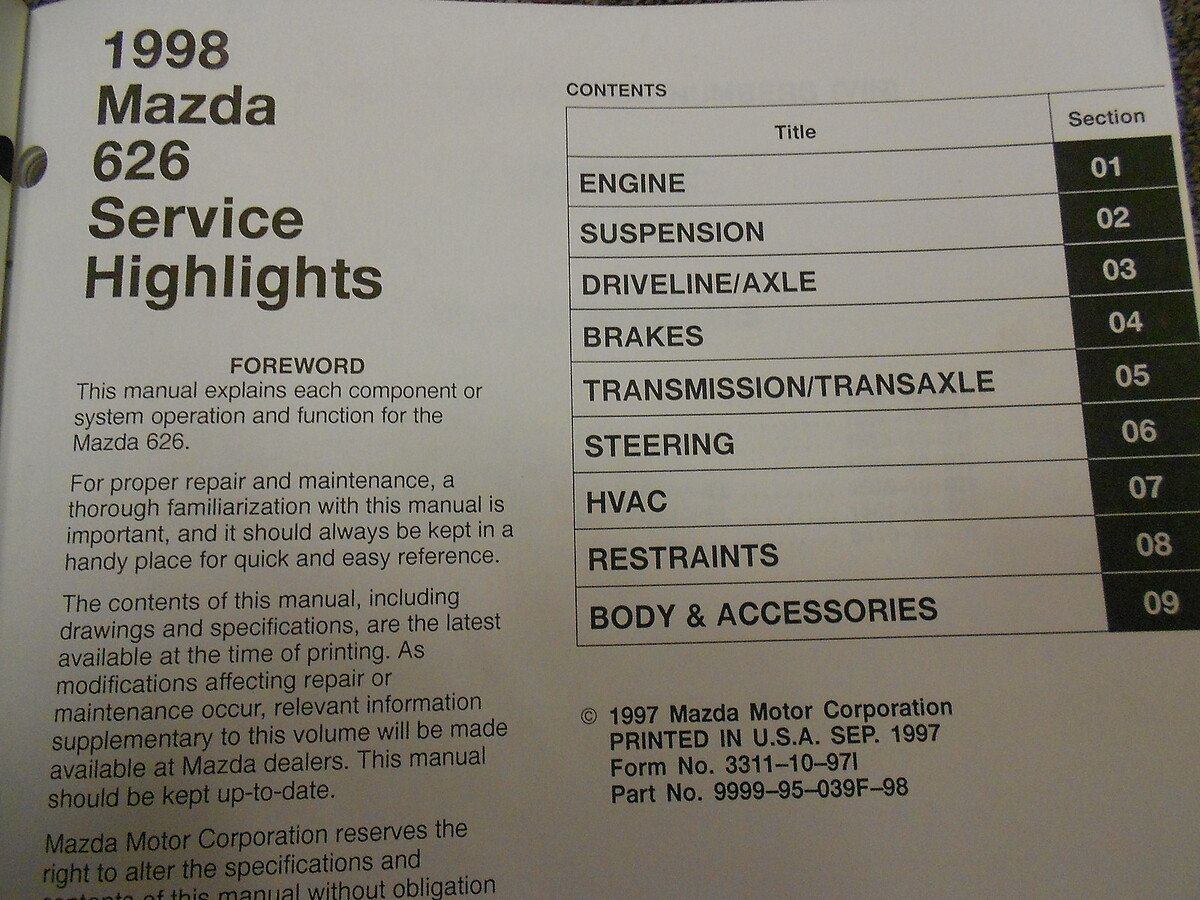 1998
Mazda
626
Service
Highlights
FOREWORD
This manual explains each component or
system operation and function for the
Mazda 626.
For proper repair and maintenance, a
thorough familiarization with this manual is
important, and it should always be kept in a
handy place for quick and easy reference.
The contents of this manual, including
drawings and specifications, are the latest
available at the time of printing. As
modifications affecting repair or
maintenance occur, relevant information
supplementary to this volume will be made
available at Mazda dealers. This manual
should be kept up-to-date.
Mazda Motor Corporation reserves the
right to alter the specifications and
contents of this manual without obligation
CONTENTS
Title Section
ENGINE 01
SUSPENSION 02
DRIVELINE/AXLE 03
BRAKES 04
TRANSMISSION/TRANSAXLE 05
STEERING 06
HVAC 07
RESTRAINTS 08
BODY & ACCESSORIES 09
© 1997 Mazda Motor Corporation
PRINTED IN U.S.A. SEP. 1997
Form No. 3311–10–97I
Part No. 9999–95–039F–98